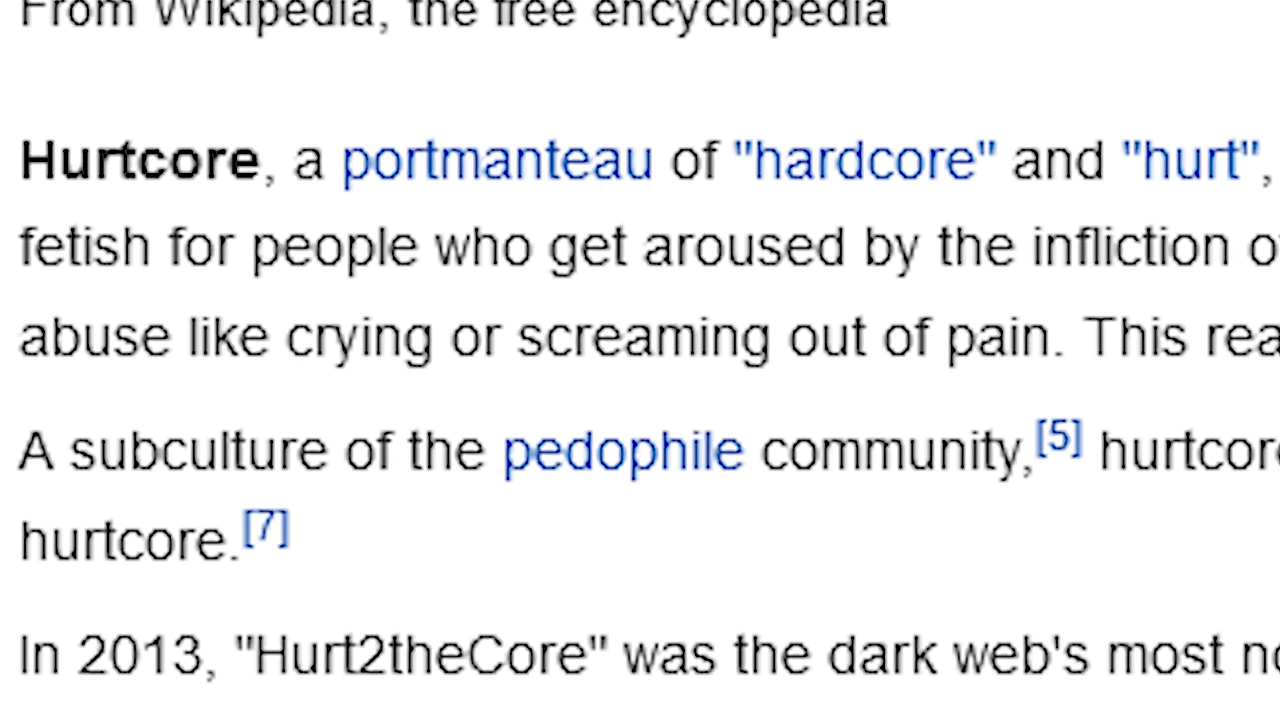 From Wikipedia, the free encyclopedia
Hurtcore, a portmanteau of "hardcore" and "hurt",
fetish for people who get aroused by the infliction
abuse like crying or screaming out of pain. This
A subculture of the pedophile community,[5]
hurtcore.[7]
In 2013, "Hurt2theCore" was the dark web's most